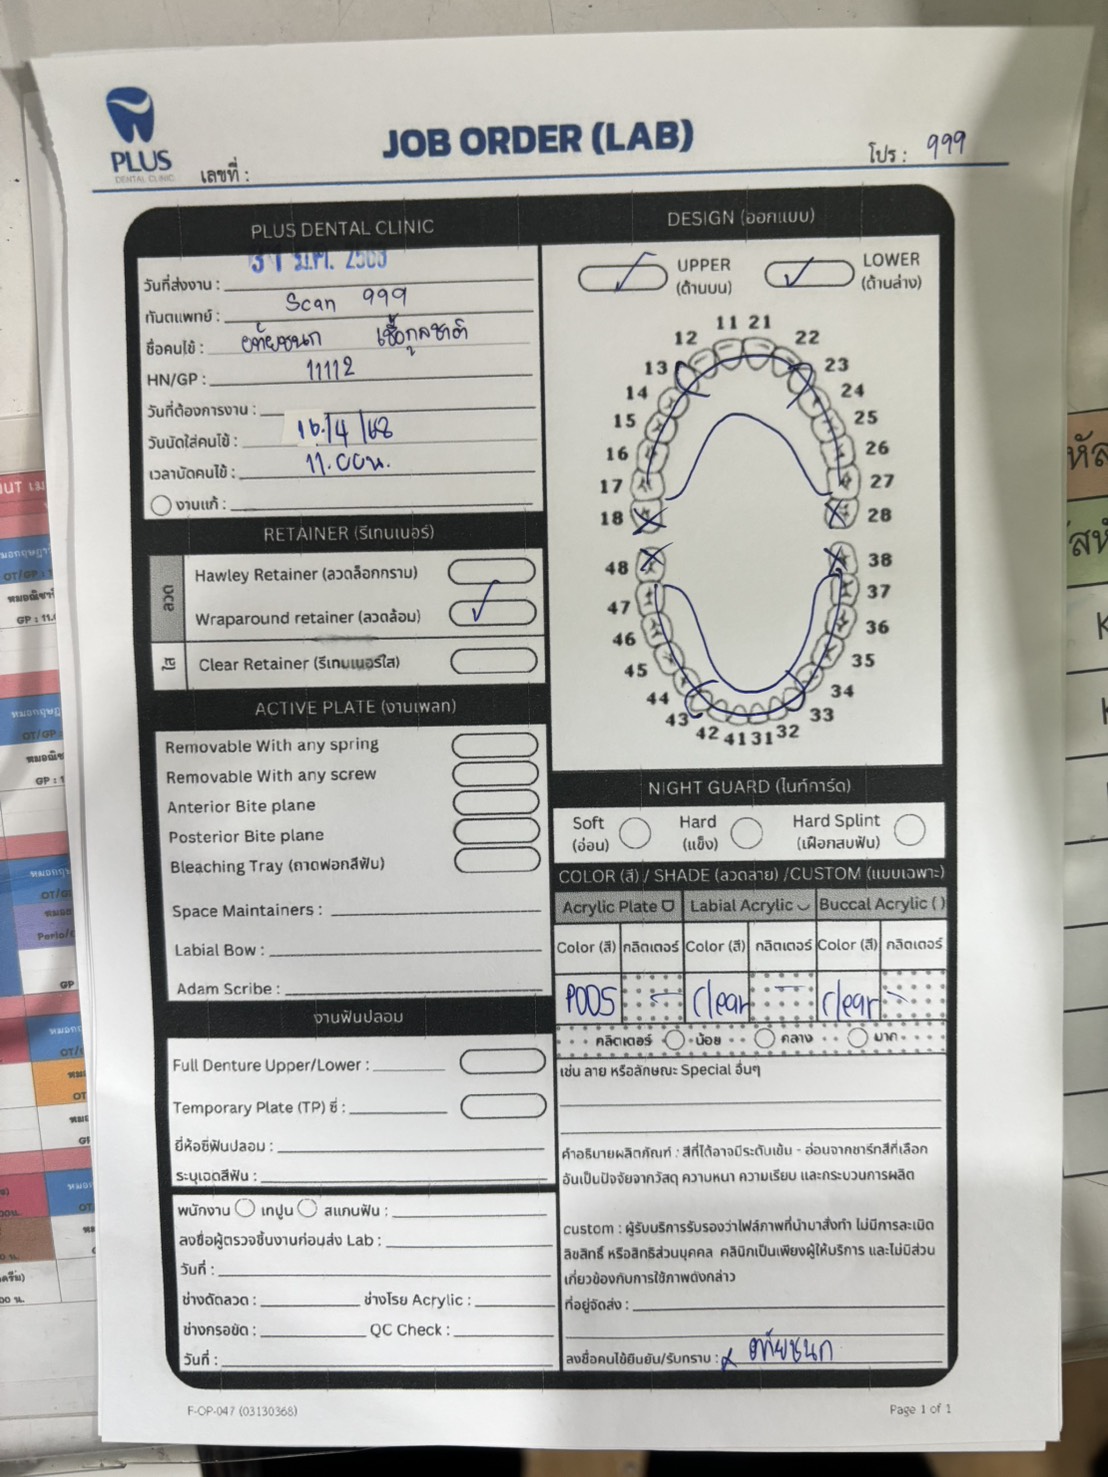 PLUS
DENTAL CLINIC
JOB ORDER (LAB)
เลขที่ :
โปร : 999
PLUS DENTAL CLINIC
วันที่ส่งงาน : 31 ม.ค.
ทันตแพทย์ : Scan 999
ชื่อคนไข้ : อทัยชนก เชื้อกูลชาติ
HN/GP : 11112
วันที่ต้องการงาน :
วันนัดใส่คนไข้ : 16/4/68
เวลานัดคนไข้ : 11.00น.
งานแก้ :
RETAINER (รีเทนเนอร์)
ลวด
Hawley Retainer (ลวดล็อกกราม)
Wraparound retainer (ลวดล้อม)
ใส
Clear Retainer (รีเทนเนอร์ใส)
ACTIVE PLATE (งานเพลท)
Removable With any spring
Removable With any screw
Anterior Bite plane
Posterior Bite plane
Bleaching Tray (ถาดฟอกสีฟัน)
Space Maintainers :
Labial Bow :
Adam Scribe :
งานฟันปลอม
Full Denture Upper/Lower :
Temporary Plate (TP) ซี่ :
ยี่ห้อซี่ฟันปลอม :
ระบุเฉดสีฟัน :
พนักงาน เทปูน สแกนฟัน :
ลงชื่อผู้ตรวจชิ้นงานก่อนส่ง Lab :
วันที่ :
ช่างดัดลวด : ช่างโรย Acrylic :
ช่างกรอขัด : QC Check :
วันที่ :
DESIGN (ออกแบบ)
UPPER
(ด้านบน)
LOWER
(ด้านล่าง)
11 21
12 22
13 23
14 24
15 25
16 26
17 27
18 28
48 38
47 37
46 36
45 35
44 34
43 33
42 41 31 32
NIGHT GUARD (ไนท์การ์ด)
Soft
(อ่อน)
Hard
(แข็ง)
Hard Splint
(เฝือกสบฟัน)
COLOR (สี) / SHADE (ลวดลาย) /CUSTOM (แบบเฉพาะ)
Acrylic Plate Labial Acrylic Buccal Acrylic ( )
Color (สี) กลิตเตอร์ Color (สี) กลิตเตอร์ Color (สี) กลิตเตอร์
P005 - Clear - Clear -
กลิตเตอร์ น้อย กลาง มาก
เช่น ลาย หรือลักษณะ Special อื่นๆ
คำอธิบายผลิตภัณฑ์ : สีที่ได้อาจมีระดับเข้ม - อ่อนจากชาร์ทสีที่เลือก
อันเป็นปัจจัยจากวัสดุ ความหนา ความเรียบ และกระบวนการผลิต
custom : ผู้รับบริการรับรองว่าไฟล์ภาพที่นำมาสั่งทำ ไม่มีการละเมิด
ลิขสิทธิ์ หรือสิทธิส่วนบุคคล คลินิกเป็นเพียงผู้ให้บริการ และไม่มีส่วน
เกี่ยวข้องกับการใช้ภาพดังกล่าว
ที่อยู่จัดส่ง :
ลงชื่อคนไข้ยืนยัน/รับทราบ : x อทัยชนก
F-OP-047 (03130368)
Page 1 of 1